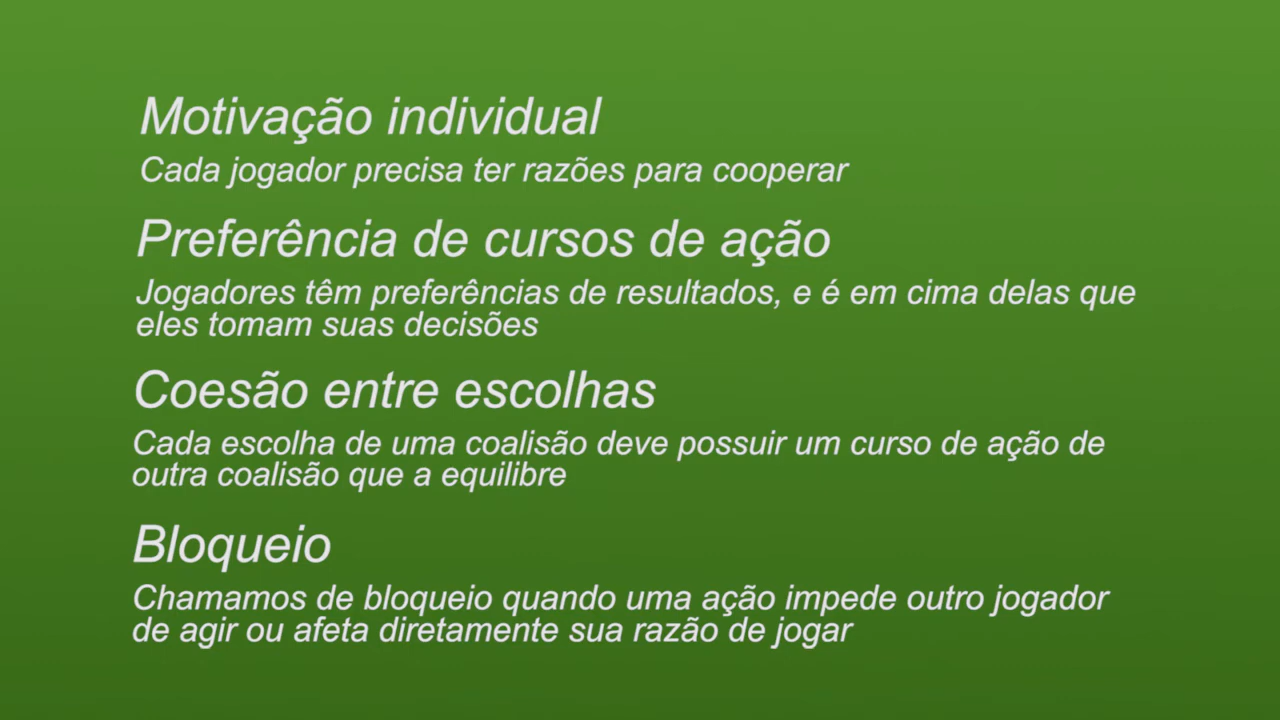 Motivação individual
Cada jogador precisa ter razões para cooperar
Preferência de cursos de ação
Jogadores têm preferências de resultados, e é em cima delas que
eles tomam suas decisões
Coesão entre escolhas
Cada escolha de uma coalisão deve possuir um curso de ação de
outra coalisão que a equilibre
Bloqueio
Chamamos de bloqueio quando uma ação impede outro jogador
de agir ou afeta diretamente sua razão de jogar